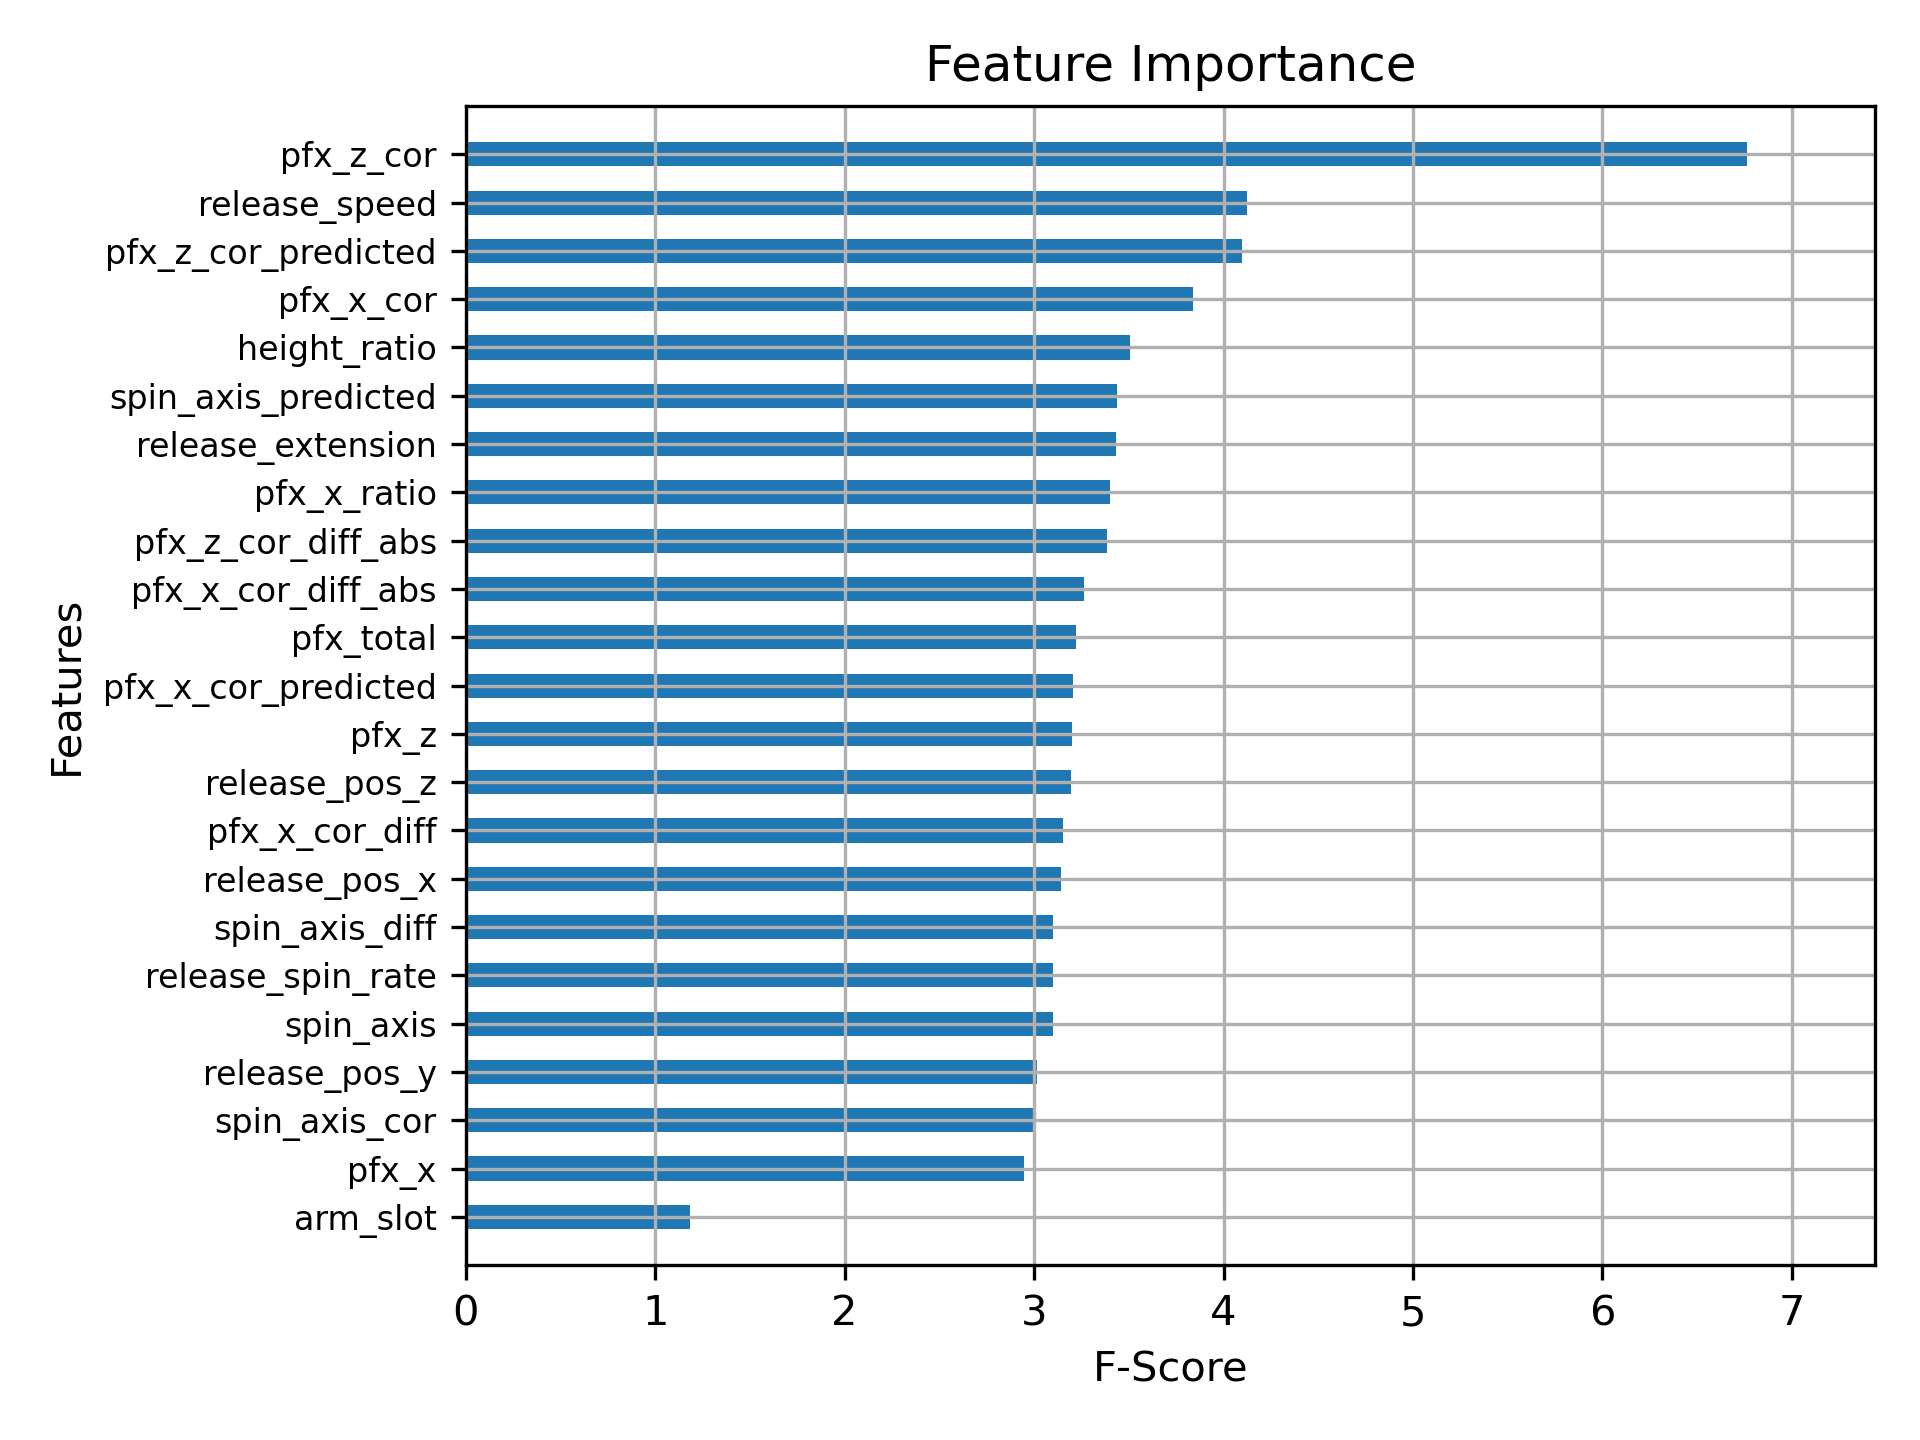 Feature Importance
pfx_z_cor
release_speed
pfx_z_cor_predicted
pfx_x_cor
height_ratio
spin_axis_predicted
release_extension
pfx_x_ratio
pfx_z_cor_diff_abs
pfx_x_cor_diff_abs
pfx_total
pfx_x_cor_predicted
pfx_z
release_pos_z
pfx_x_cor_diff
release_pos_x
spin_axis_diff
release_spin_rate
spin_axis
release_pos_y
spin_axis_cor
pfx_x
arm_slot
Features
0 1 2 3 4 5 6 7
F-Score